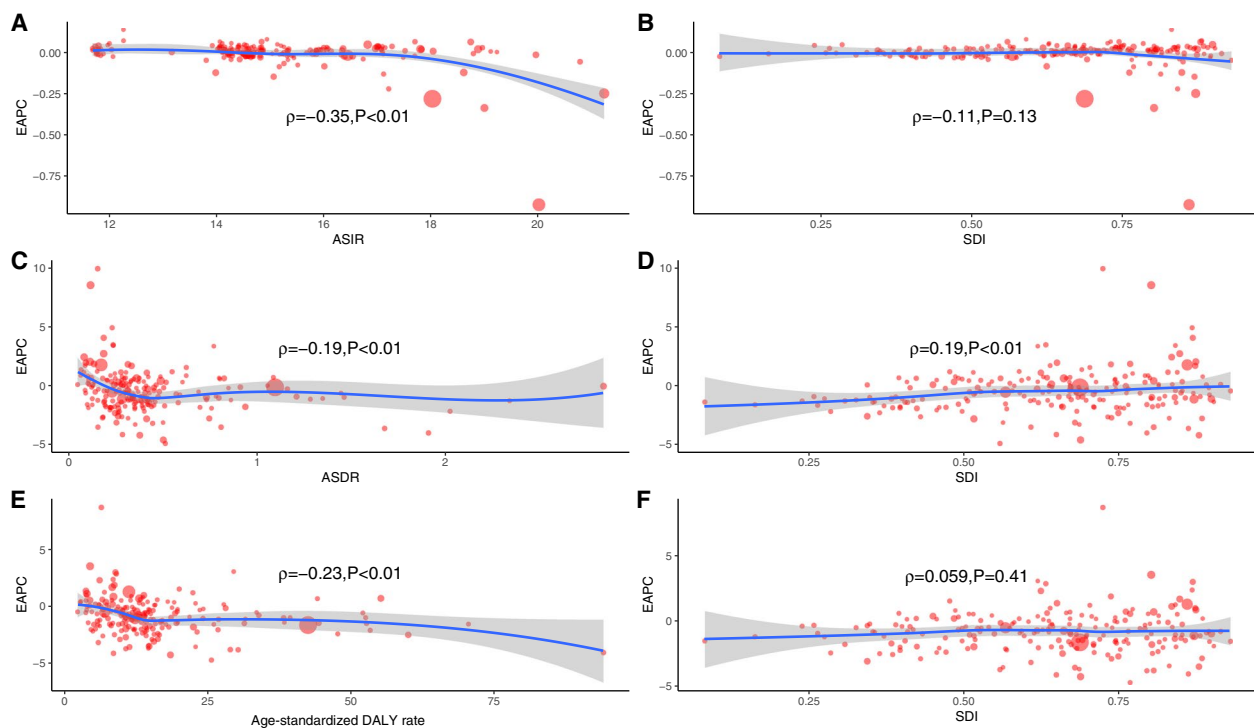 A
EAPC
0.00
−0.25
−0.50
−0.75
ρ=−0.35,P<0.01
12
14
16
18
20
ASIR
B
EAPC
0.00
−0.25
−0.50
−0.75
ρ=−0.11,P=0.13
0.25
0.50
0.75
SDI
C
EAPC
10
5
0
−5
ρ=−0.19,P<0.01
0
1
2
ASDR
D
EAPC
10
5
0
−5
ρ=0.19,P<0.01
0.25
0.50
0.75
SDI
E
EAPC
5
0
−5
ρ=−0.23,P<0.01
0
25
50
75
Age-standardized DALY rate
F
EAPC
5
0
−5
ρ=0.059,P=0.41
0.25
0.50
0.75
SDI